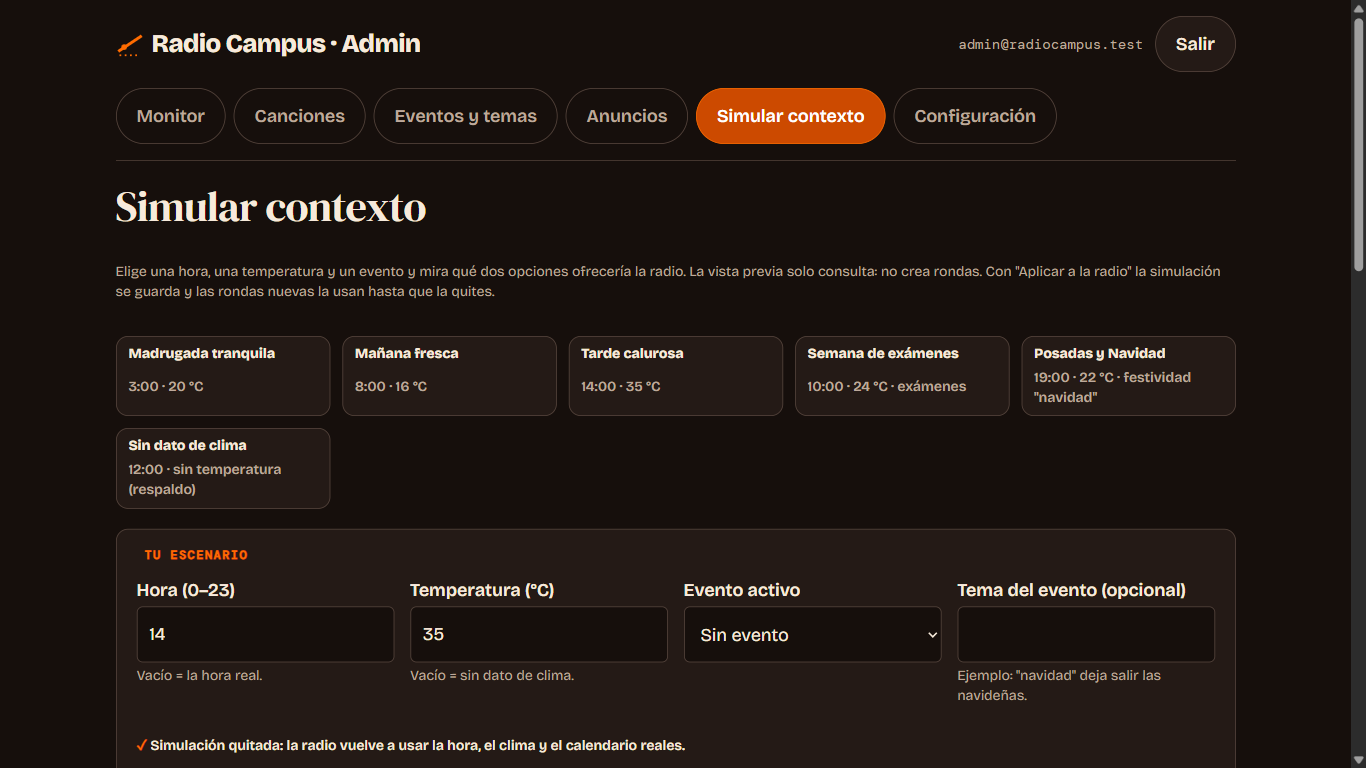 Radio Campus · Admin
admin@radiocampus.test
Salir
Monitor
Canciones
Eventos y temas
Anuncios
Simular contexto
Configuración
Simular contexto
Elige una hora, una temperatura y un evento y mira qué dos opciones ofrecería la radio. La vista previa solo consulta: no crea rondas. Con "Aplicar a la radio" la simulación
se guarda y las rondas nuevas la usan hasta que la quites.
Madrugada tranquila
3:00 · 20 °C
Mañana fresca
8:00 · 16 °C
Tarde calurosa
14:00 · 35 °C
Semana de exámenes
10:00 · 24 °C · exámenes
Posadas y Navidad
19:00 · 22 °C · festividad
"navidad"
Sin dato de clima
12:00 · sin temperatura
(respaldo)
TU ESCENARIO
Hora (0–23)
14
Vacío = la hora real.
Temperatura (°C)
35
Vacío = sin dato de clima.
Evento activo
Sin evento
Tema del evento (opcional)
Ejemplo: "navidad" deja salir las
navideñas.
✓ Simulación quitada: la radio vuelve a usar la hora, el clima y el calendario reales.